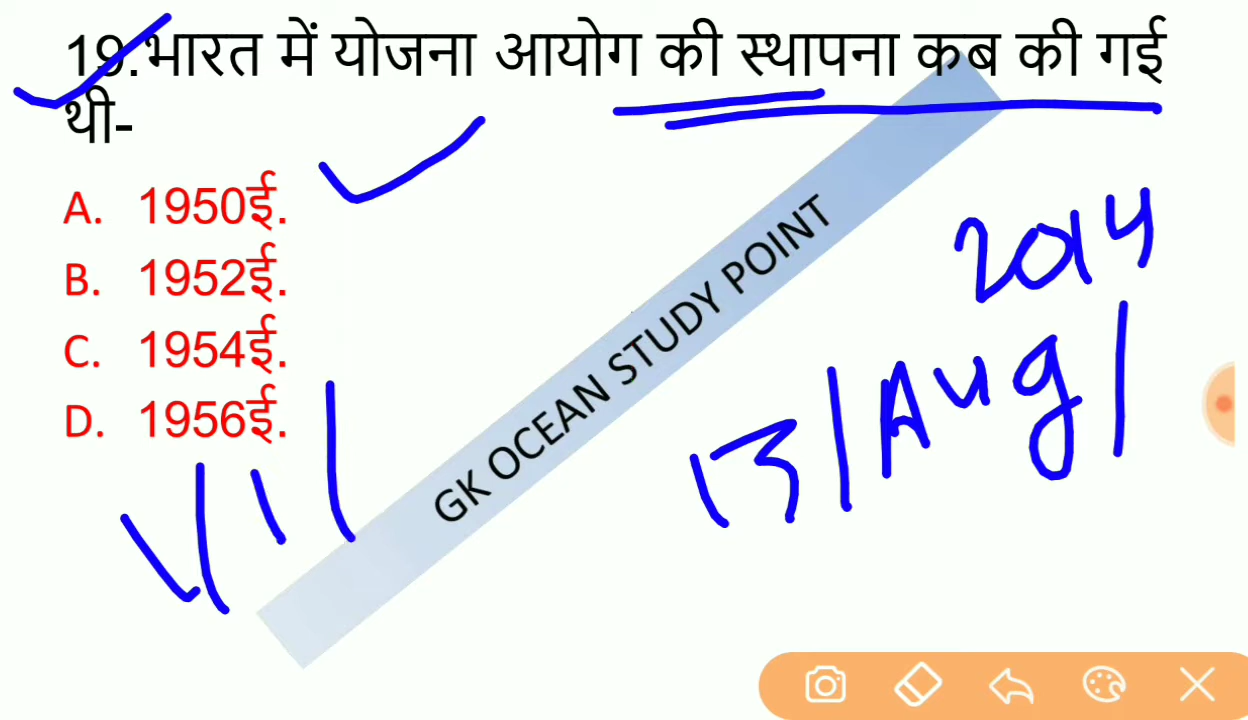 19.भारत में योजना आयोग की स्थापना कब की गई
थी-
A. 1950ई.
B. 1952ई.
C. 1954ई.
D. 1956ई.
GK OCEAN STUDY POINT
2014
13/Aug/